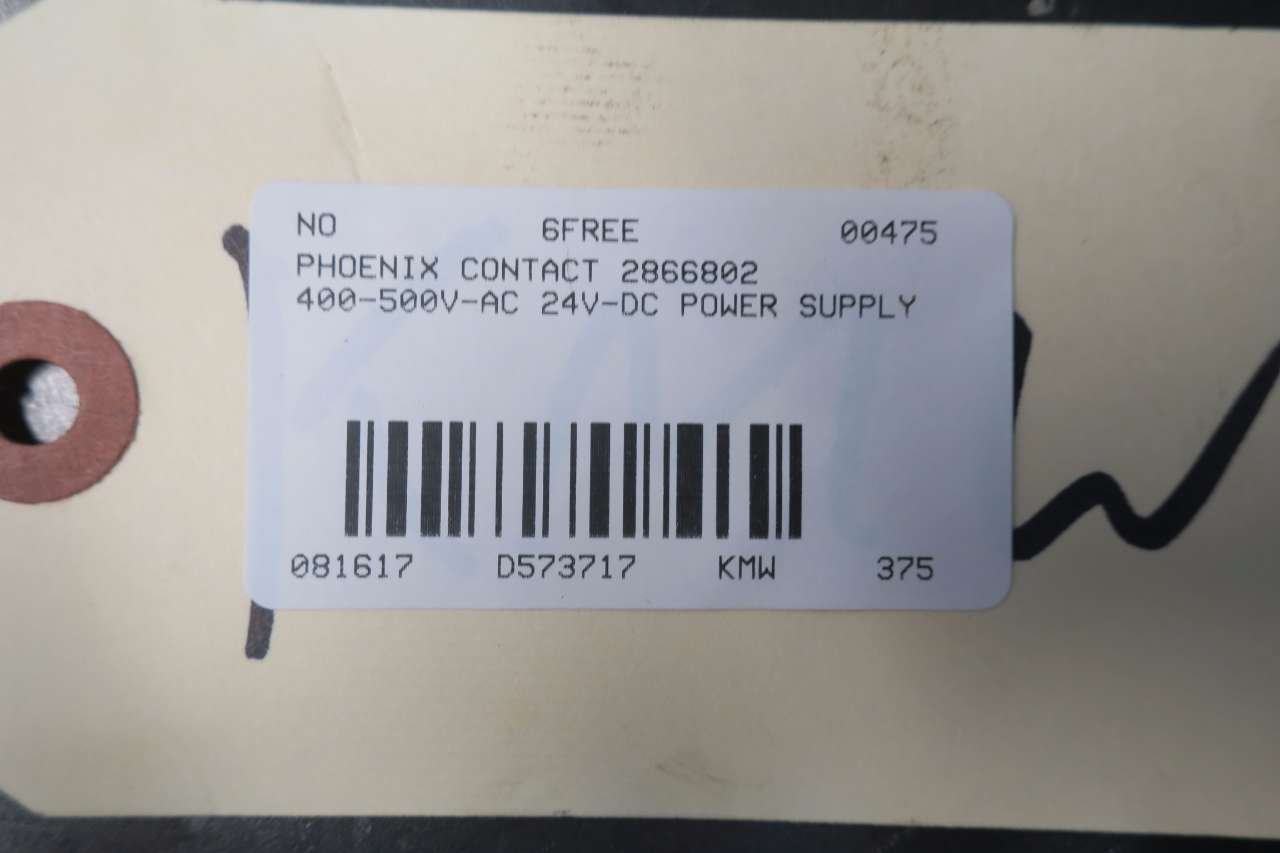 NO 6FREE 00475
PHOENIX CONTACT 2866802
400-500V-AC 24V-DC POWER SUPPLY
081617 D573717 KMW 375